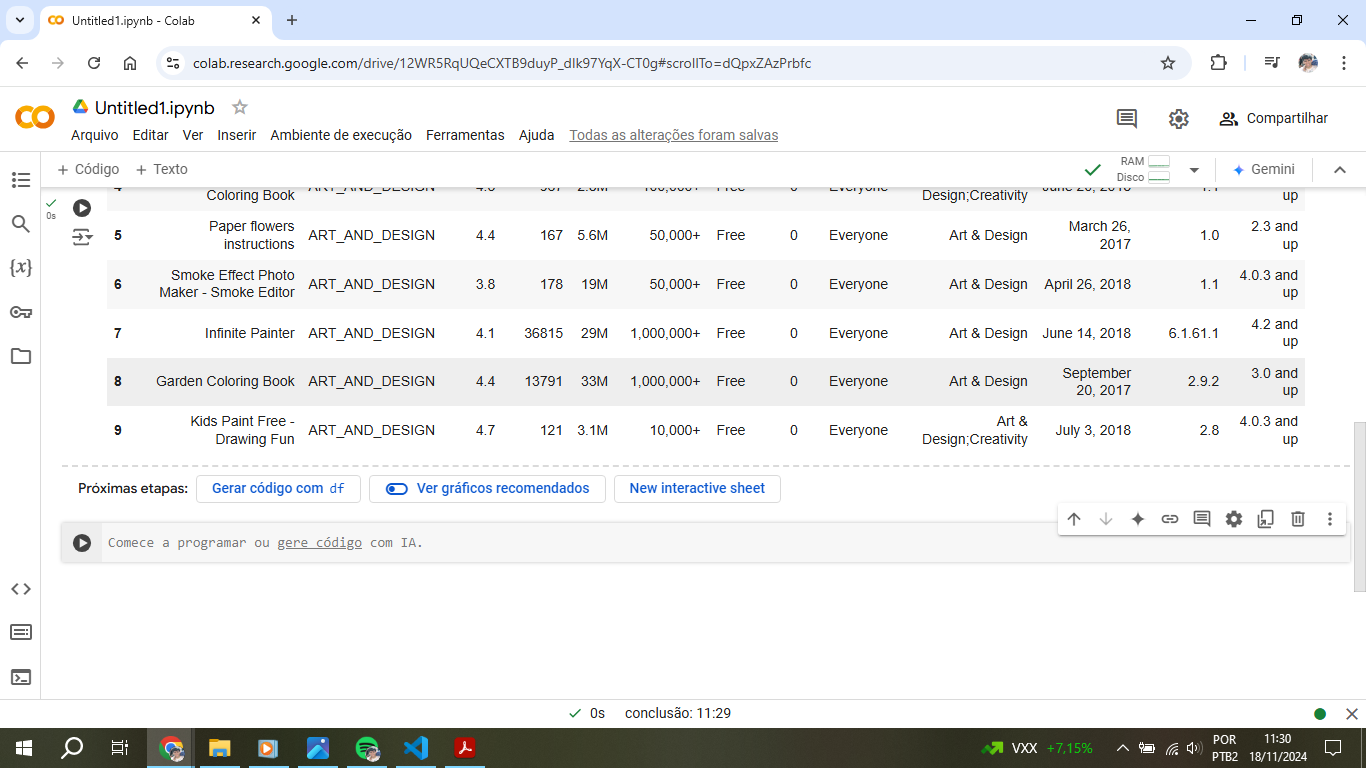 Untitled1.ipynb - Colab
colab.research.google.com/drive/12WR5RqUQeCXTB9duyP_dIk97YqX-CT0g#scrollTo=dQpxZAzPrbfc
Untitled1.ipynb
Arquivo Editar Ver Inserir Ambiente de execução Ferramentas Ajuda Todas as alterações foram salvas
Compartilhar
+ Código + Texto
RAM
Disco
Gemini
0s
Coloring Book Design;Creativity up
5 Paper flowers instructions ART_AND_DESIGN 4.4 167 5.6M 50,000+ Free 0 Everyone Art & Design March 26, 2017 1.0 2.3 and up
6 Smoke Effect Photo Maker - Smoke Editor ART_AND_DESIGN 3.8 178 19M 50,000+ Free 0 Everyone Art & Design April 26, 2018 1.1 4.0.3 and up
7 Infinite Painter ART_AND_DESIGN 4.1 36815 29M 1,000,000+ Free 0 Everyone Art & Design June 14, 2018 6.1.61.1 4.2 and up
8 Garden Coloring Book ART_AND_DESIGN 4.4 13791 33M 1,000,000+ Free 0 Everyone Art & Design September 20, 2017 2.9.2 3.0 and up
9 Kids Paint Free - Drawing Fun ART_AND_DESIGN 4.7 121 3.1M 10,000+ Free 0 Everyone Art & Design;Creativity July 3, 2018 2.8 4.0.3 and up
Próximas etapas: Gerar código com df Ver gráficos recomendados New interactive sheet
Comece a programar ou gere código com IA.
0s conclusão: 11:29
VXX +7,15%
POR
PTB2
11:30
18/11/2024